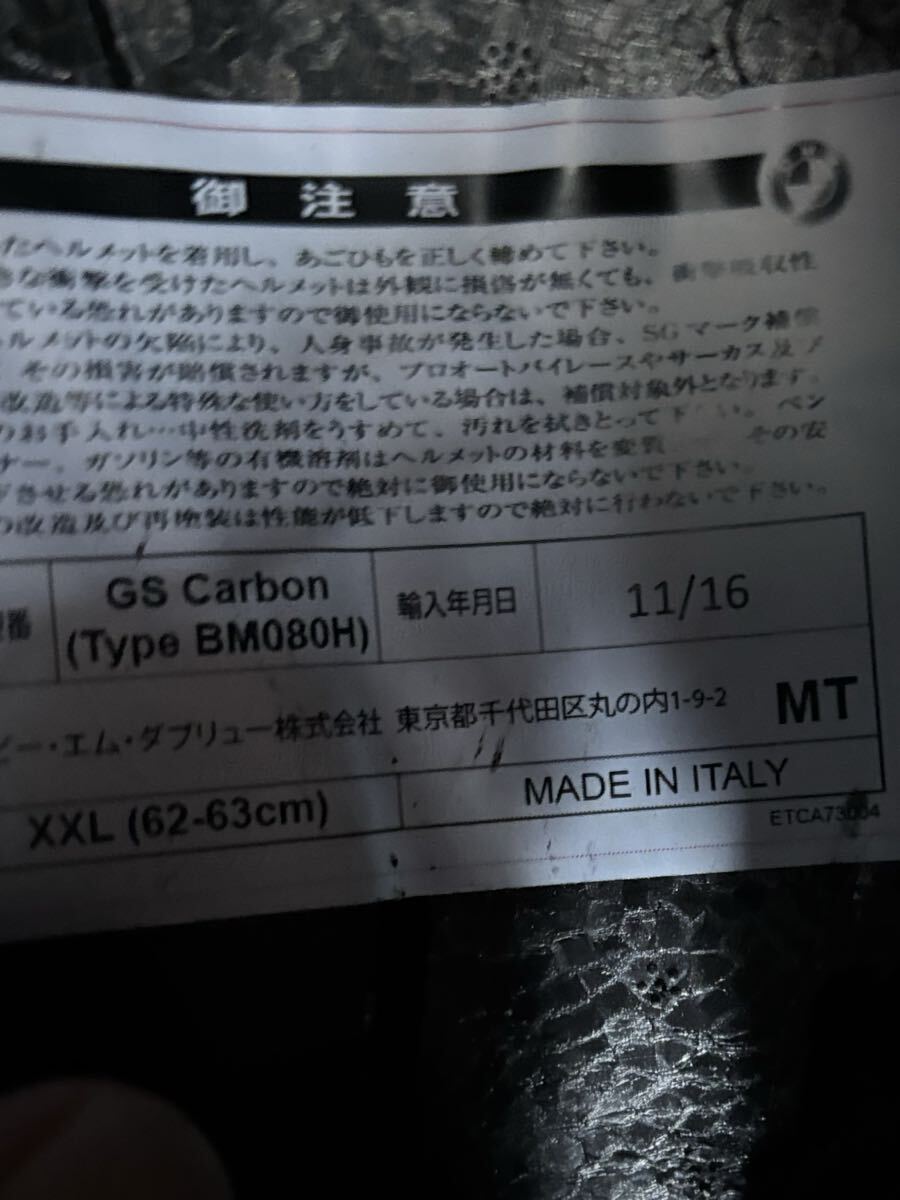 御注意
たヘルメットを着用し、あごひもを正しく締めて下さい。
きな衝撃を受けたヘルメットは外観に損傷が無くても、衝撃吸収性
ている恐れがありますので御使用にならないで下さい。
ヘルメットの欠陥により、人身事故が発生した場合、SGマーク補償
その損害が賠償されますが、プロオートバイレースやサーカス及び
改造等による特殊な使い方をしている場合は、補償対象外となります。
のお手入れ…中性洗剤をうすめて、汚れを拭きとって下さい。ベン
ナー、ガソリン等の有機溶剤はヘルメットの材料を変質 その安
下させる恐れがありますので絶対に御使用にならないで下さい。
の改造及び再塗装は性能が低下しますので絶対に行わないで下さい。
番 GS Carbon (Type BM080H) 輸入年月日 11/16
ビー・エム・ダブリュー株式会社 東京都千代田区丸の内1-9-2 MT
XXL (62-63cm) MADE IN ITALY